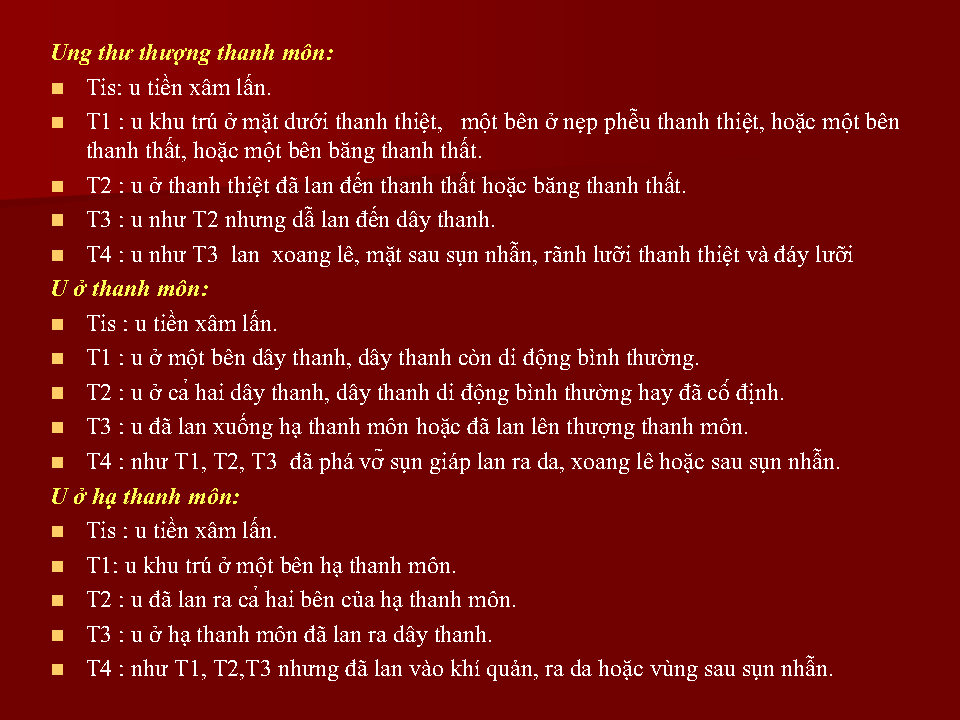 Ung thư thượng thanh môn:
Tis: u tiền xâm lấn.
T1 : u khu trú ở mặt dưới thanh thiệt, một bên ở nẹp phễu thanh thiệt, hoặc một bên
thanh thất, hoặc một bên băng thanh thất.
T2 : u ở thanh thiệt đã lan đến thanh thất hoặc băng thanh thất.
T3 : u như T2 nhưng dẫ lan đến dây thanh.
T4 : u như T3 lan xoang lê, mặt sau sụn nhẫn, rãnh lưỡi thanh thiệt và đáy lưỡi
U ở thanh môn:
Tis : u tiền xâm lấn.
T1 : u ở một bên dây thanh, dây thanh còn di động bình thường.
T2 : u ở cả hai dây thanh, dây thanh di động bình thường hay đã cố định.
T3 : u đã lan xuống hạ thanh môn hoặc đã lan lên thượng thanh môn.
T4 : như T1, T2, T3 đã phá vỡ sụn giáp lan ra da, xoang lê hoặc sau sụn nhẫn.
U ở hạ thanh môn:
Tis : u tiền xâm lấn.
T1: u khu trú ở một bên hạ thanh môn.
T2 : u đã lan ra cả hai bên của hạ thanh môn.
T3 : u ở hạ thanh môn đã lan ra dây thanh.
T4 : như T1, T2,T3 nhưng đã lan vào khí quản, ra da hoặc vùng sau sụn nhẫn.